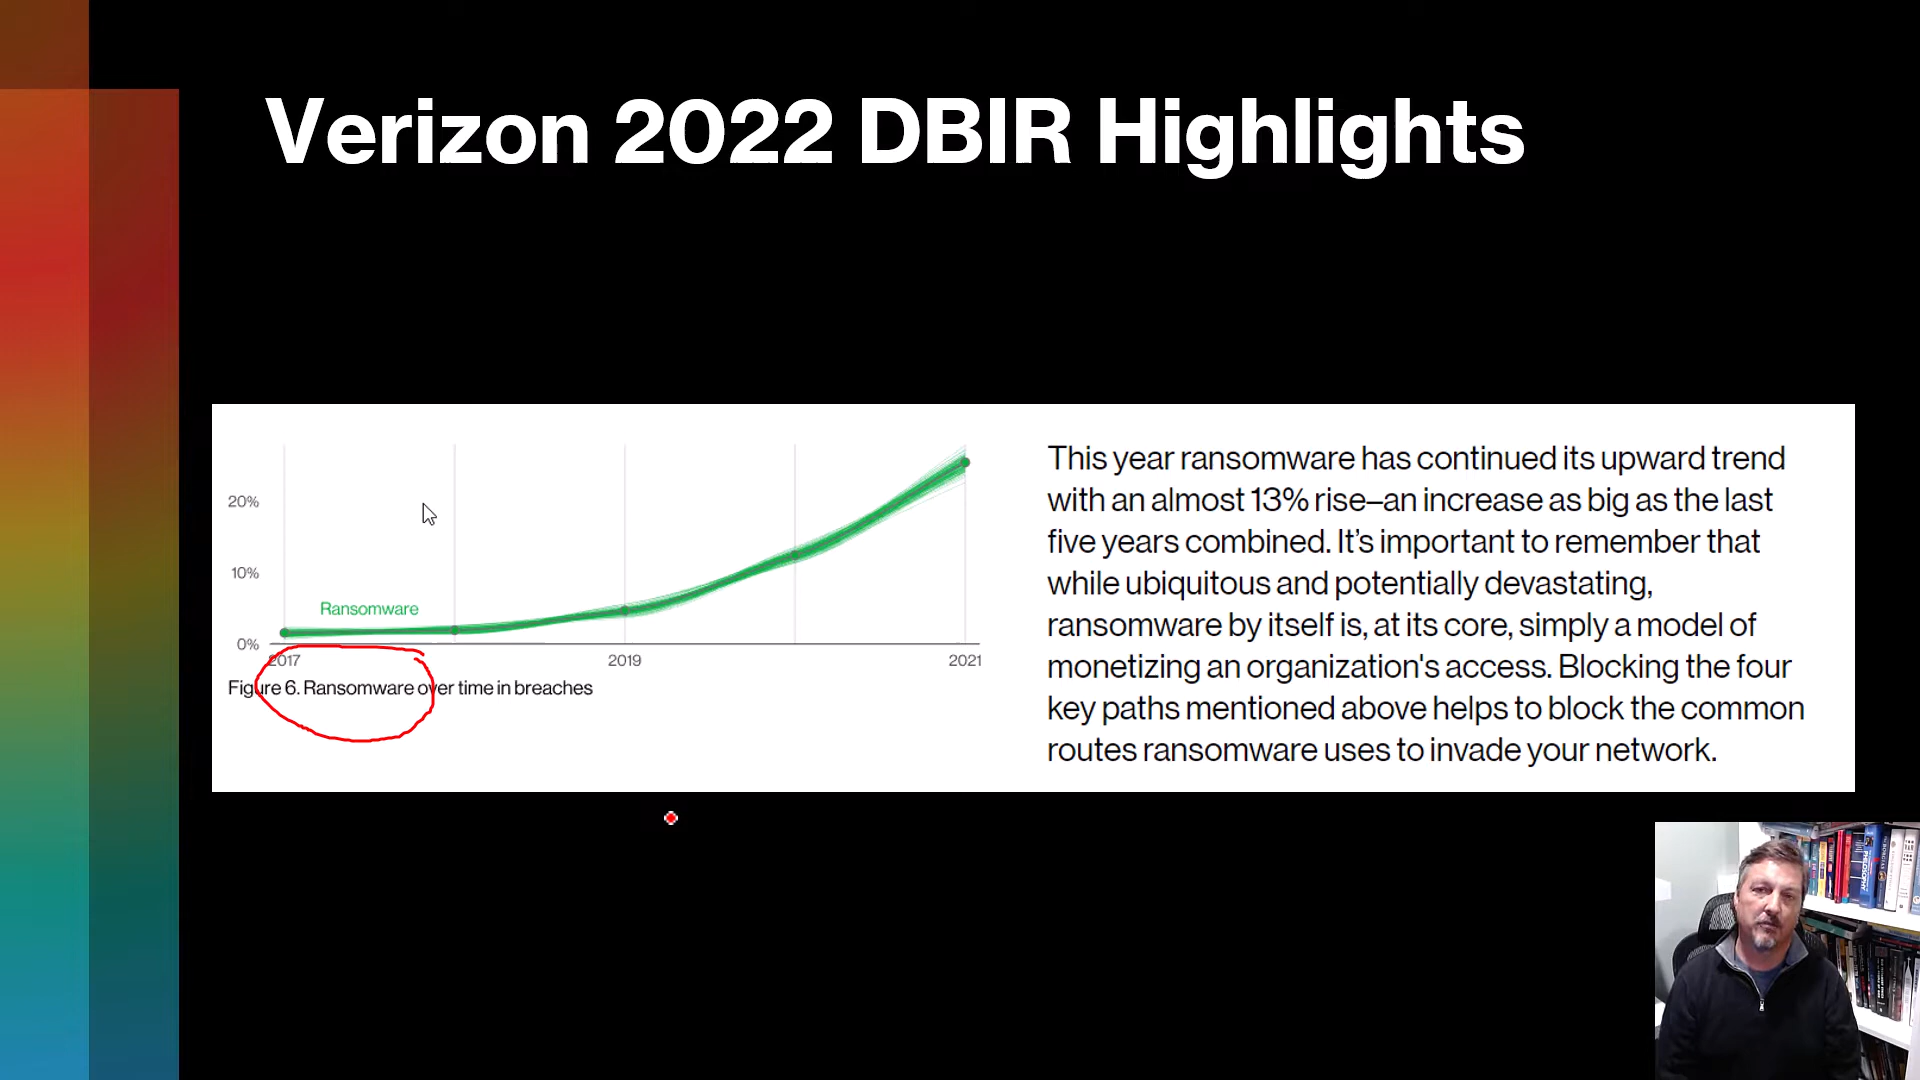 Verizon 2022 DBIR Highlights
20%
10%
Ransomware
0%
2017 2019 2021
Figure 6. Ransomware over time in breaches
This year ransomware has continued its upward trend
with an almost 13% rise–an increase as big as the last
five years combined. It's important to remember that
while ubiquitous and potentially devastating,
ransomware by itself is, at its core, simply a model of
monetizing an organization's access. Blocking the four
key paths mentioned above helps to block the common
routes ransomware uses to invade your network.
PHILOSOPHY